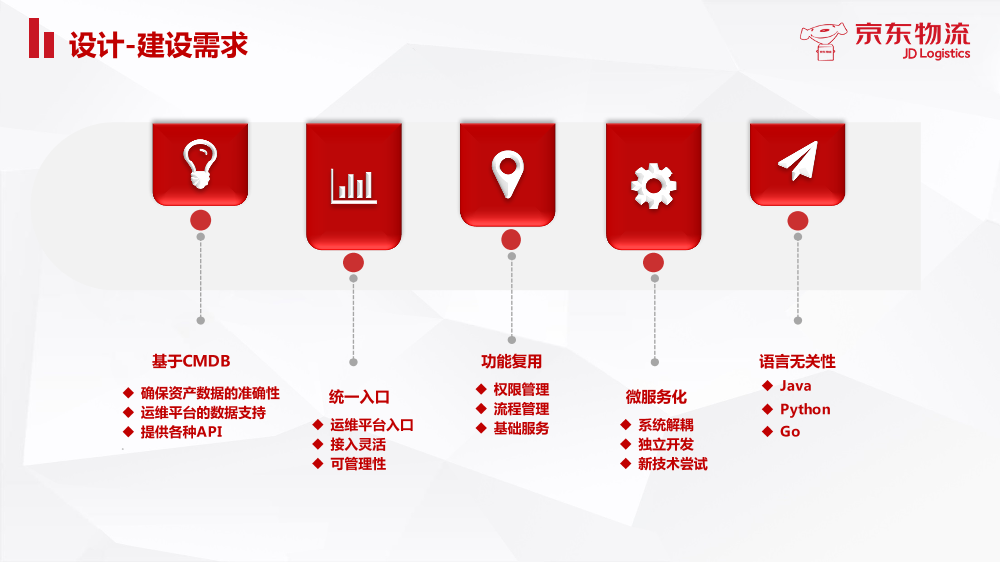 设计-建设需求
京东物流
JD Logistics
基于CMDB
◆ 确保资产数据的准确性
◆ 运维平台的数据支持
◆ 提供各种API
统一入口
◆ 运维平台入口
◆ 接入灵活
◆ 可管理性
功能复用
◆ 权限管理
◆ 流程管理
◆ 基础服务
微服务化
◆ 系统解耦
◆ 独立开发
◆ 新技术尝试
语言无关性
◆ Java
◆ Python
◆ Go